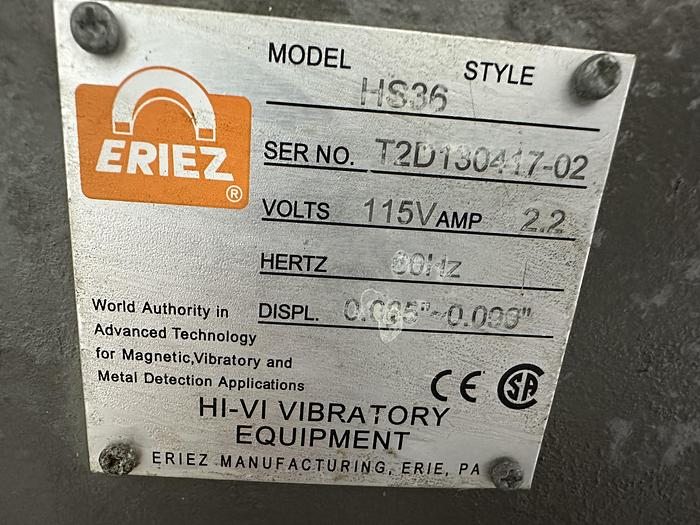 MODEL STYLE
HS36
ERIEZ ®
SER NO. T2D130417-02
VOLTS 115V AMP 2.2
HERTZ 60Hz
DISPL.
World Authority in
Advanced Technology
for Magnetic,Vibratory and
Metal Detection Applications
CE SA
HI-VI VIBRATORY
EQUIPMENT
ERIEZ MANUFACTURING, ERIE, PA